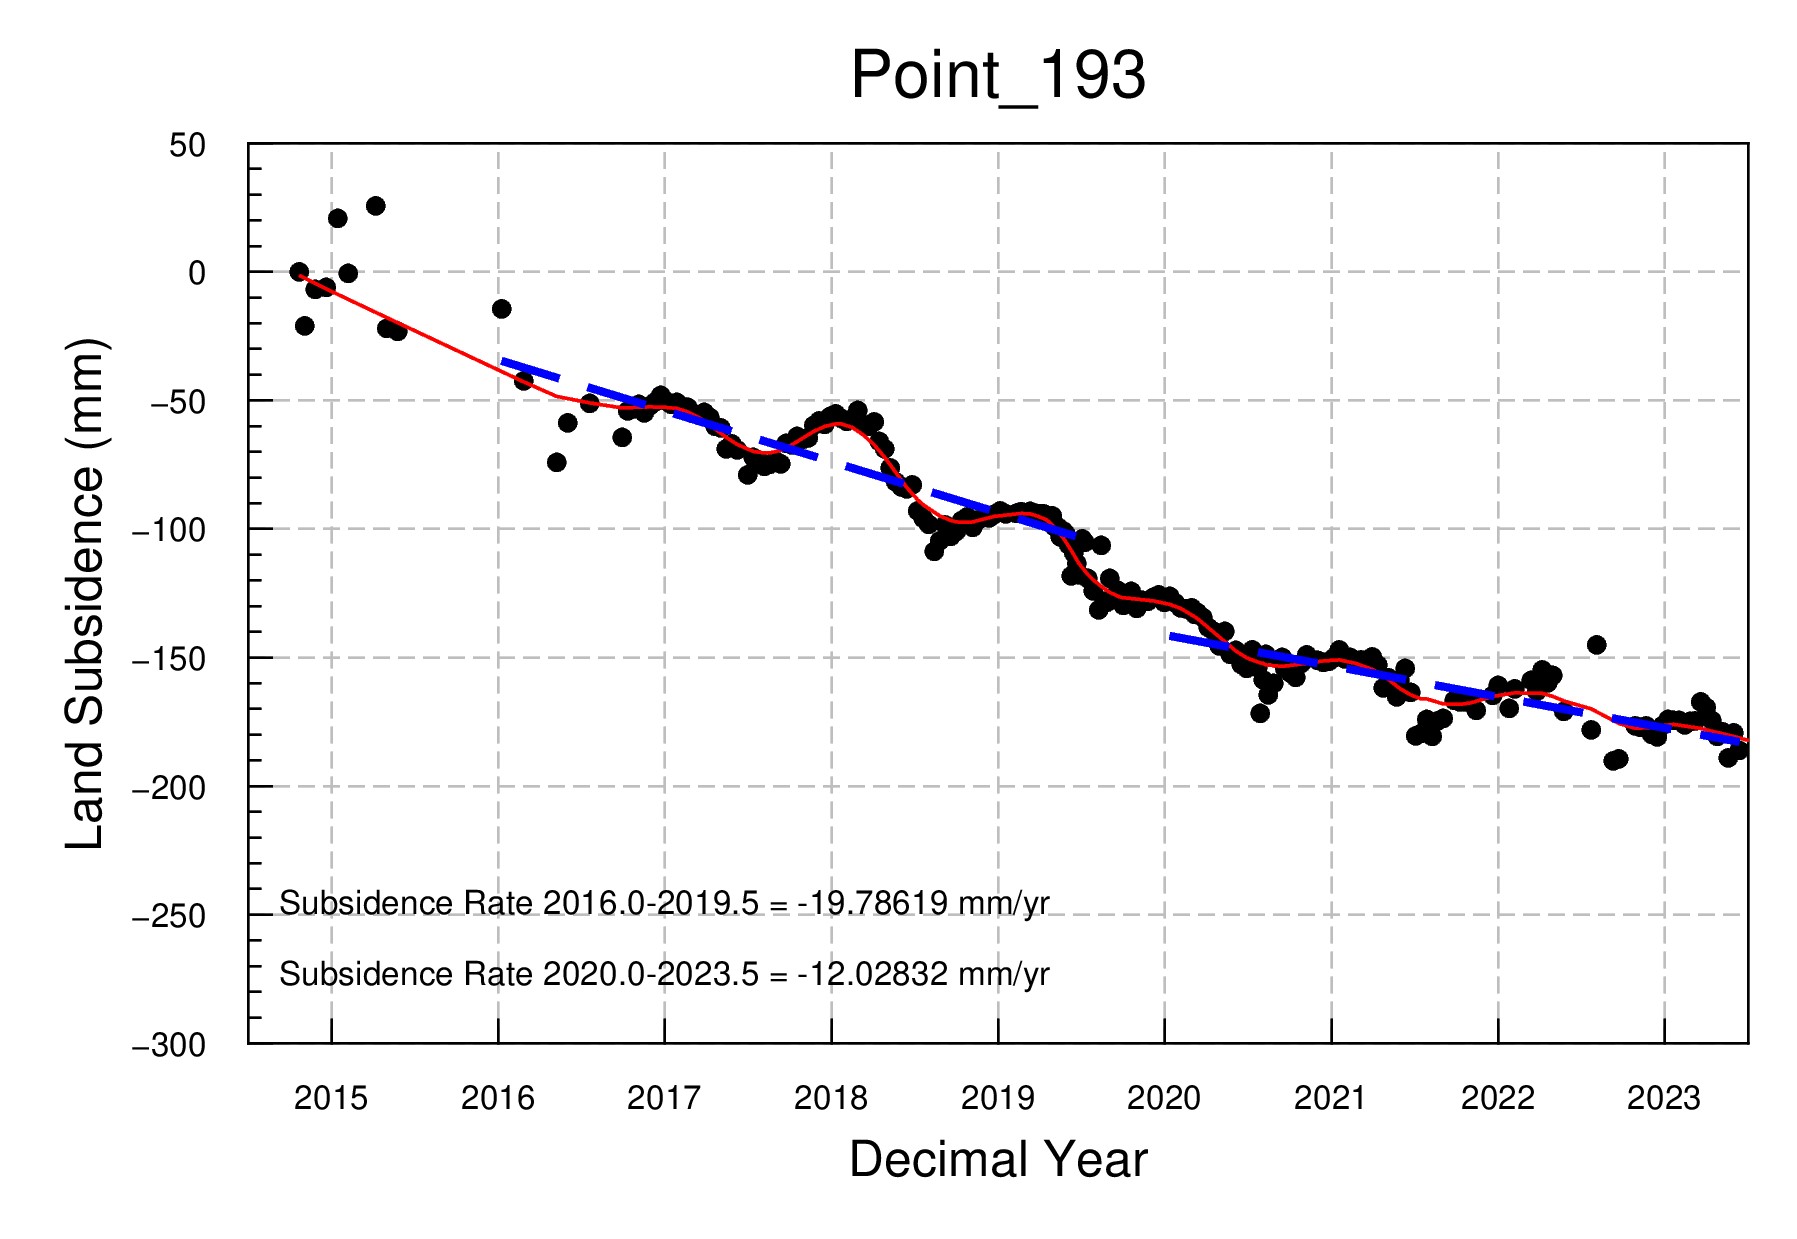 Point_193
50
0
−50
−100
−150
−200
−250
−300
Land Subsidence (mm)
Subsidence Rate 2016.0-2019.5 = -19.78619 mm/yr
Subsidence Rate 2020.0-2023.5 = -12.02832 mm/yr
2015 2016 2017 2018 2019 2020 2021 2022 2023
Decimal Year